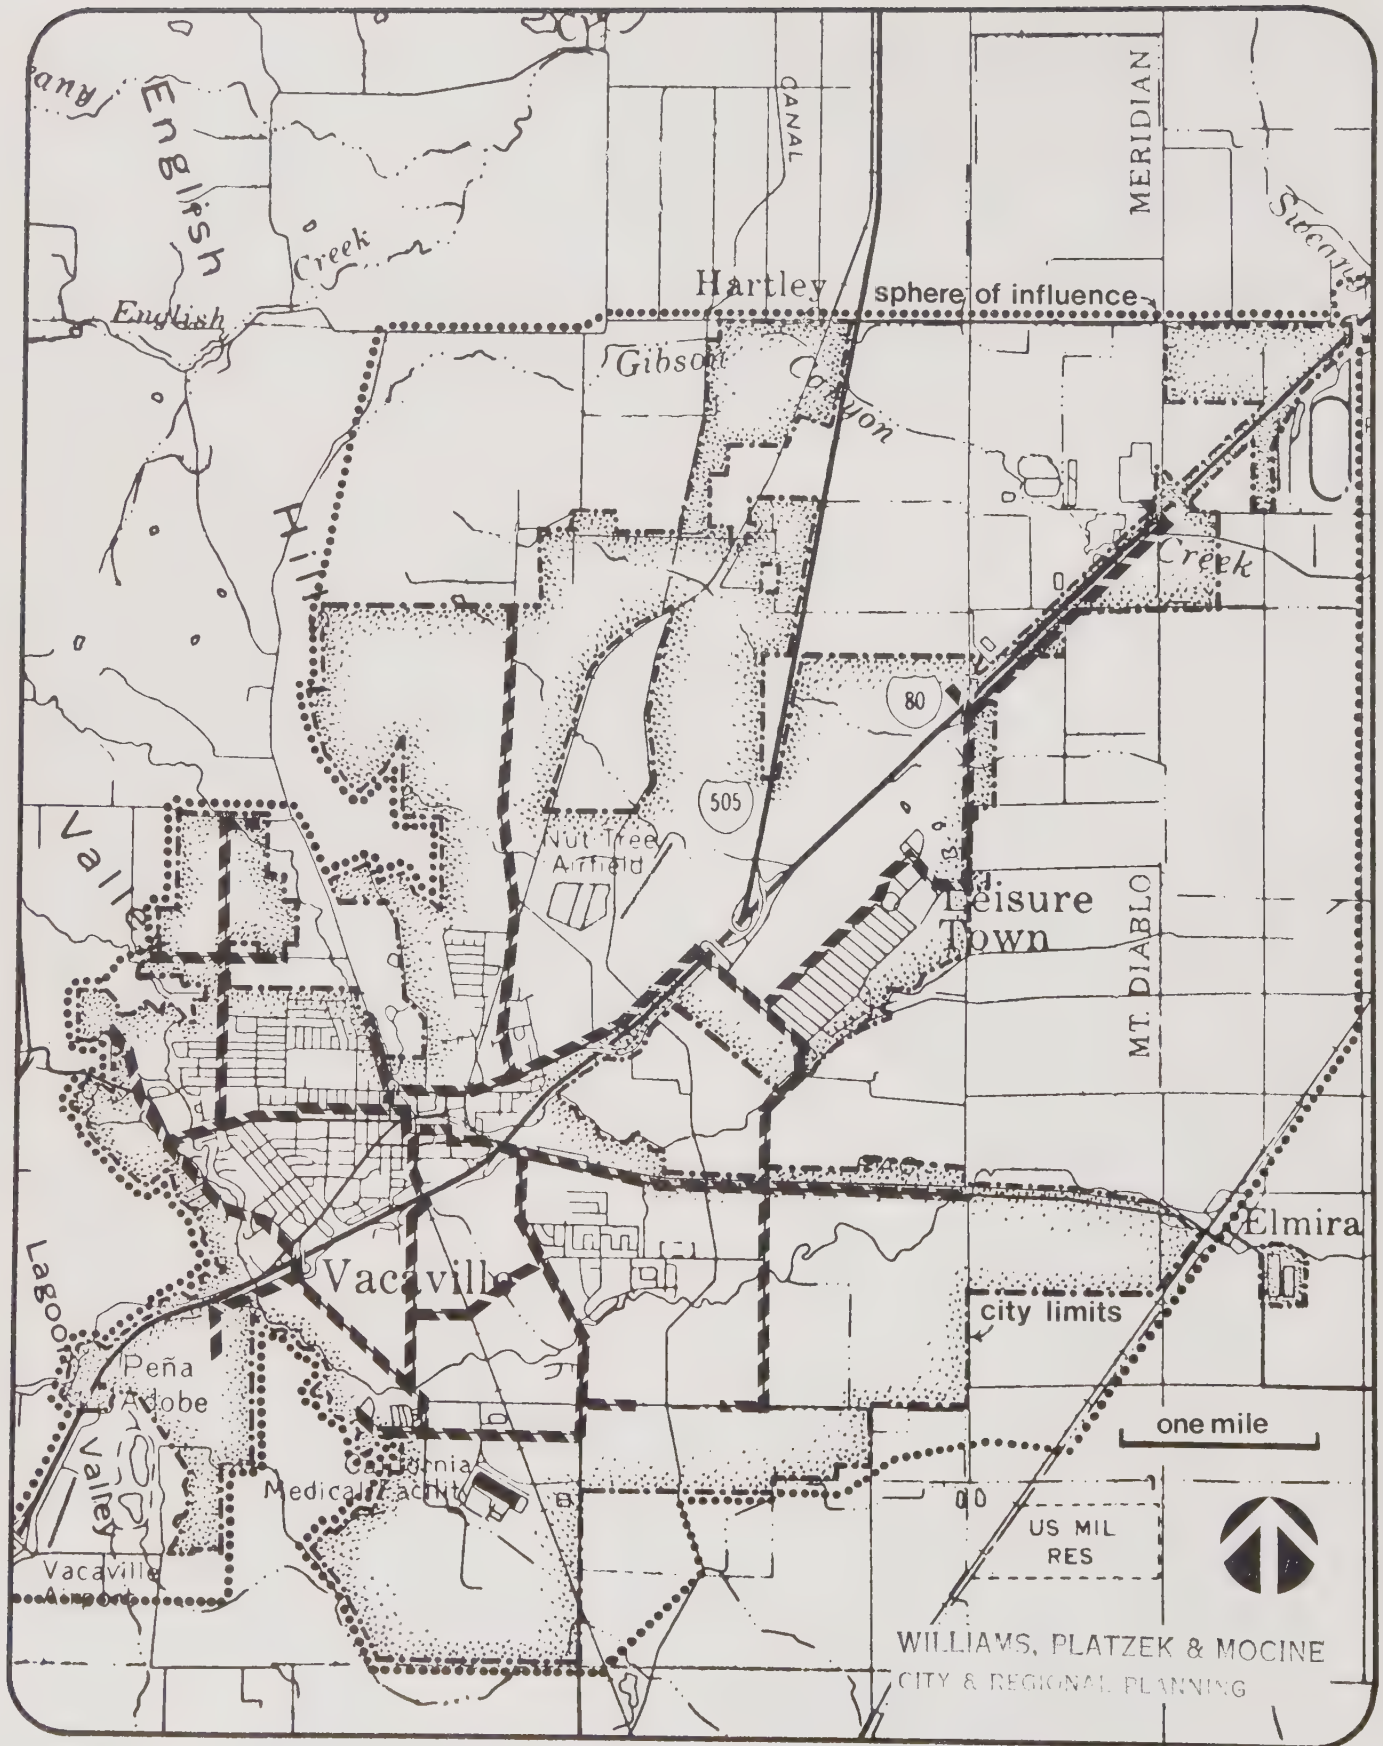 English
CANAL
MERIDIAN
Creek
Hartley
sphere of influence
English
Gibson
Canyon
Hill
Creek
80
505
Valley
Nut Tree
Airfield
Leisure
Town
MT. DIABLO
Elmira
Vacaville
city limits
Lagoon
Peña
Adobe
one mile
Valley
California
Medical Facility
US MIL
RES
Vacaville
Airport
WILLIAMS, PLATZEK & MOCINE
CITY & REGIONAL PLANNING